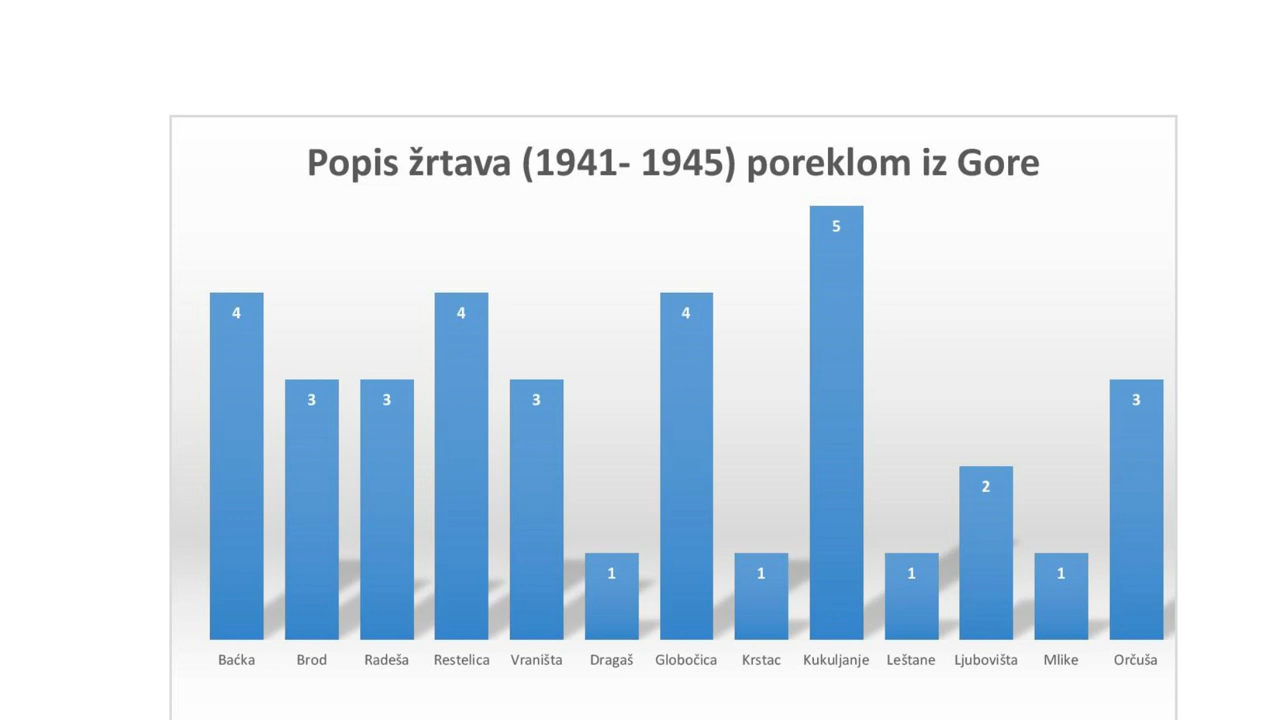 Popis žrtava (1941- 1945) poreklom iz Gore
5
4 4 4
3 3 3 3
2
1 1 1 1
Baćka Brod Radeša Restelica Vraništa Dragaš Globočica Krstac Kukuljanje Leštane Ljubovišta Mlike Orčuša